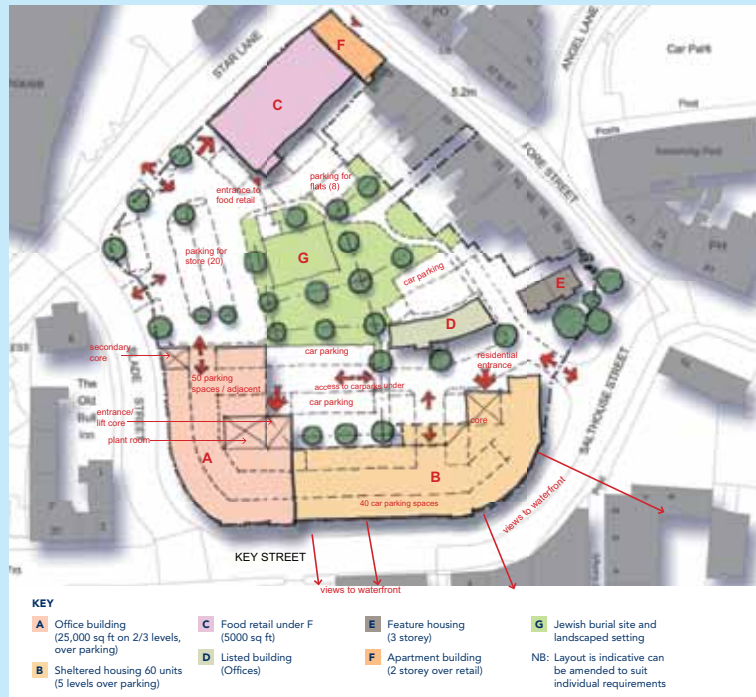 STAR LANE
F
PO
ANGEL LANE
Car Park
C
5.2m
FORE STREET
entrance to
food retail
parking for
flats (8)
parking for
store (20)
G
car parking
PH
E
D
secondary
core
car parking
residential
entrance
50 parking
spaces / adjacent
access to carparks under
SLADE STREET
The
Old
Bull
Inn
entrance/
lift core
car parking
core
SALTHOUSE STREET
plant room
A
B
40 car parking spaces
views to waterfront
KEY STREET
views to waterfront
KEY
A Office building
(25,000 sq ft on 2/3 levels,
over parking)
B Sheltered housing 60 units
(5 levels over parking)
C Food retail under F
(5000 sq ft)
D Listed building
(Offices)
E Feature housing
(3 storey)
F Apartment building
(2 storey over retail)
G Jewish burial site and
landscaped setting
NB: Layout is indicative can
be amended to suit
individual requirements